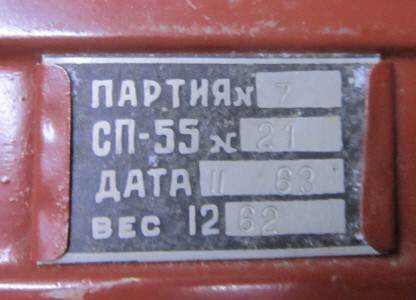 ПАРТИЯ № 7
СП-55 № 21
ДАТА II 63
ВЕС 12 62